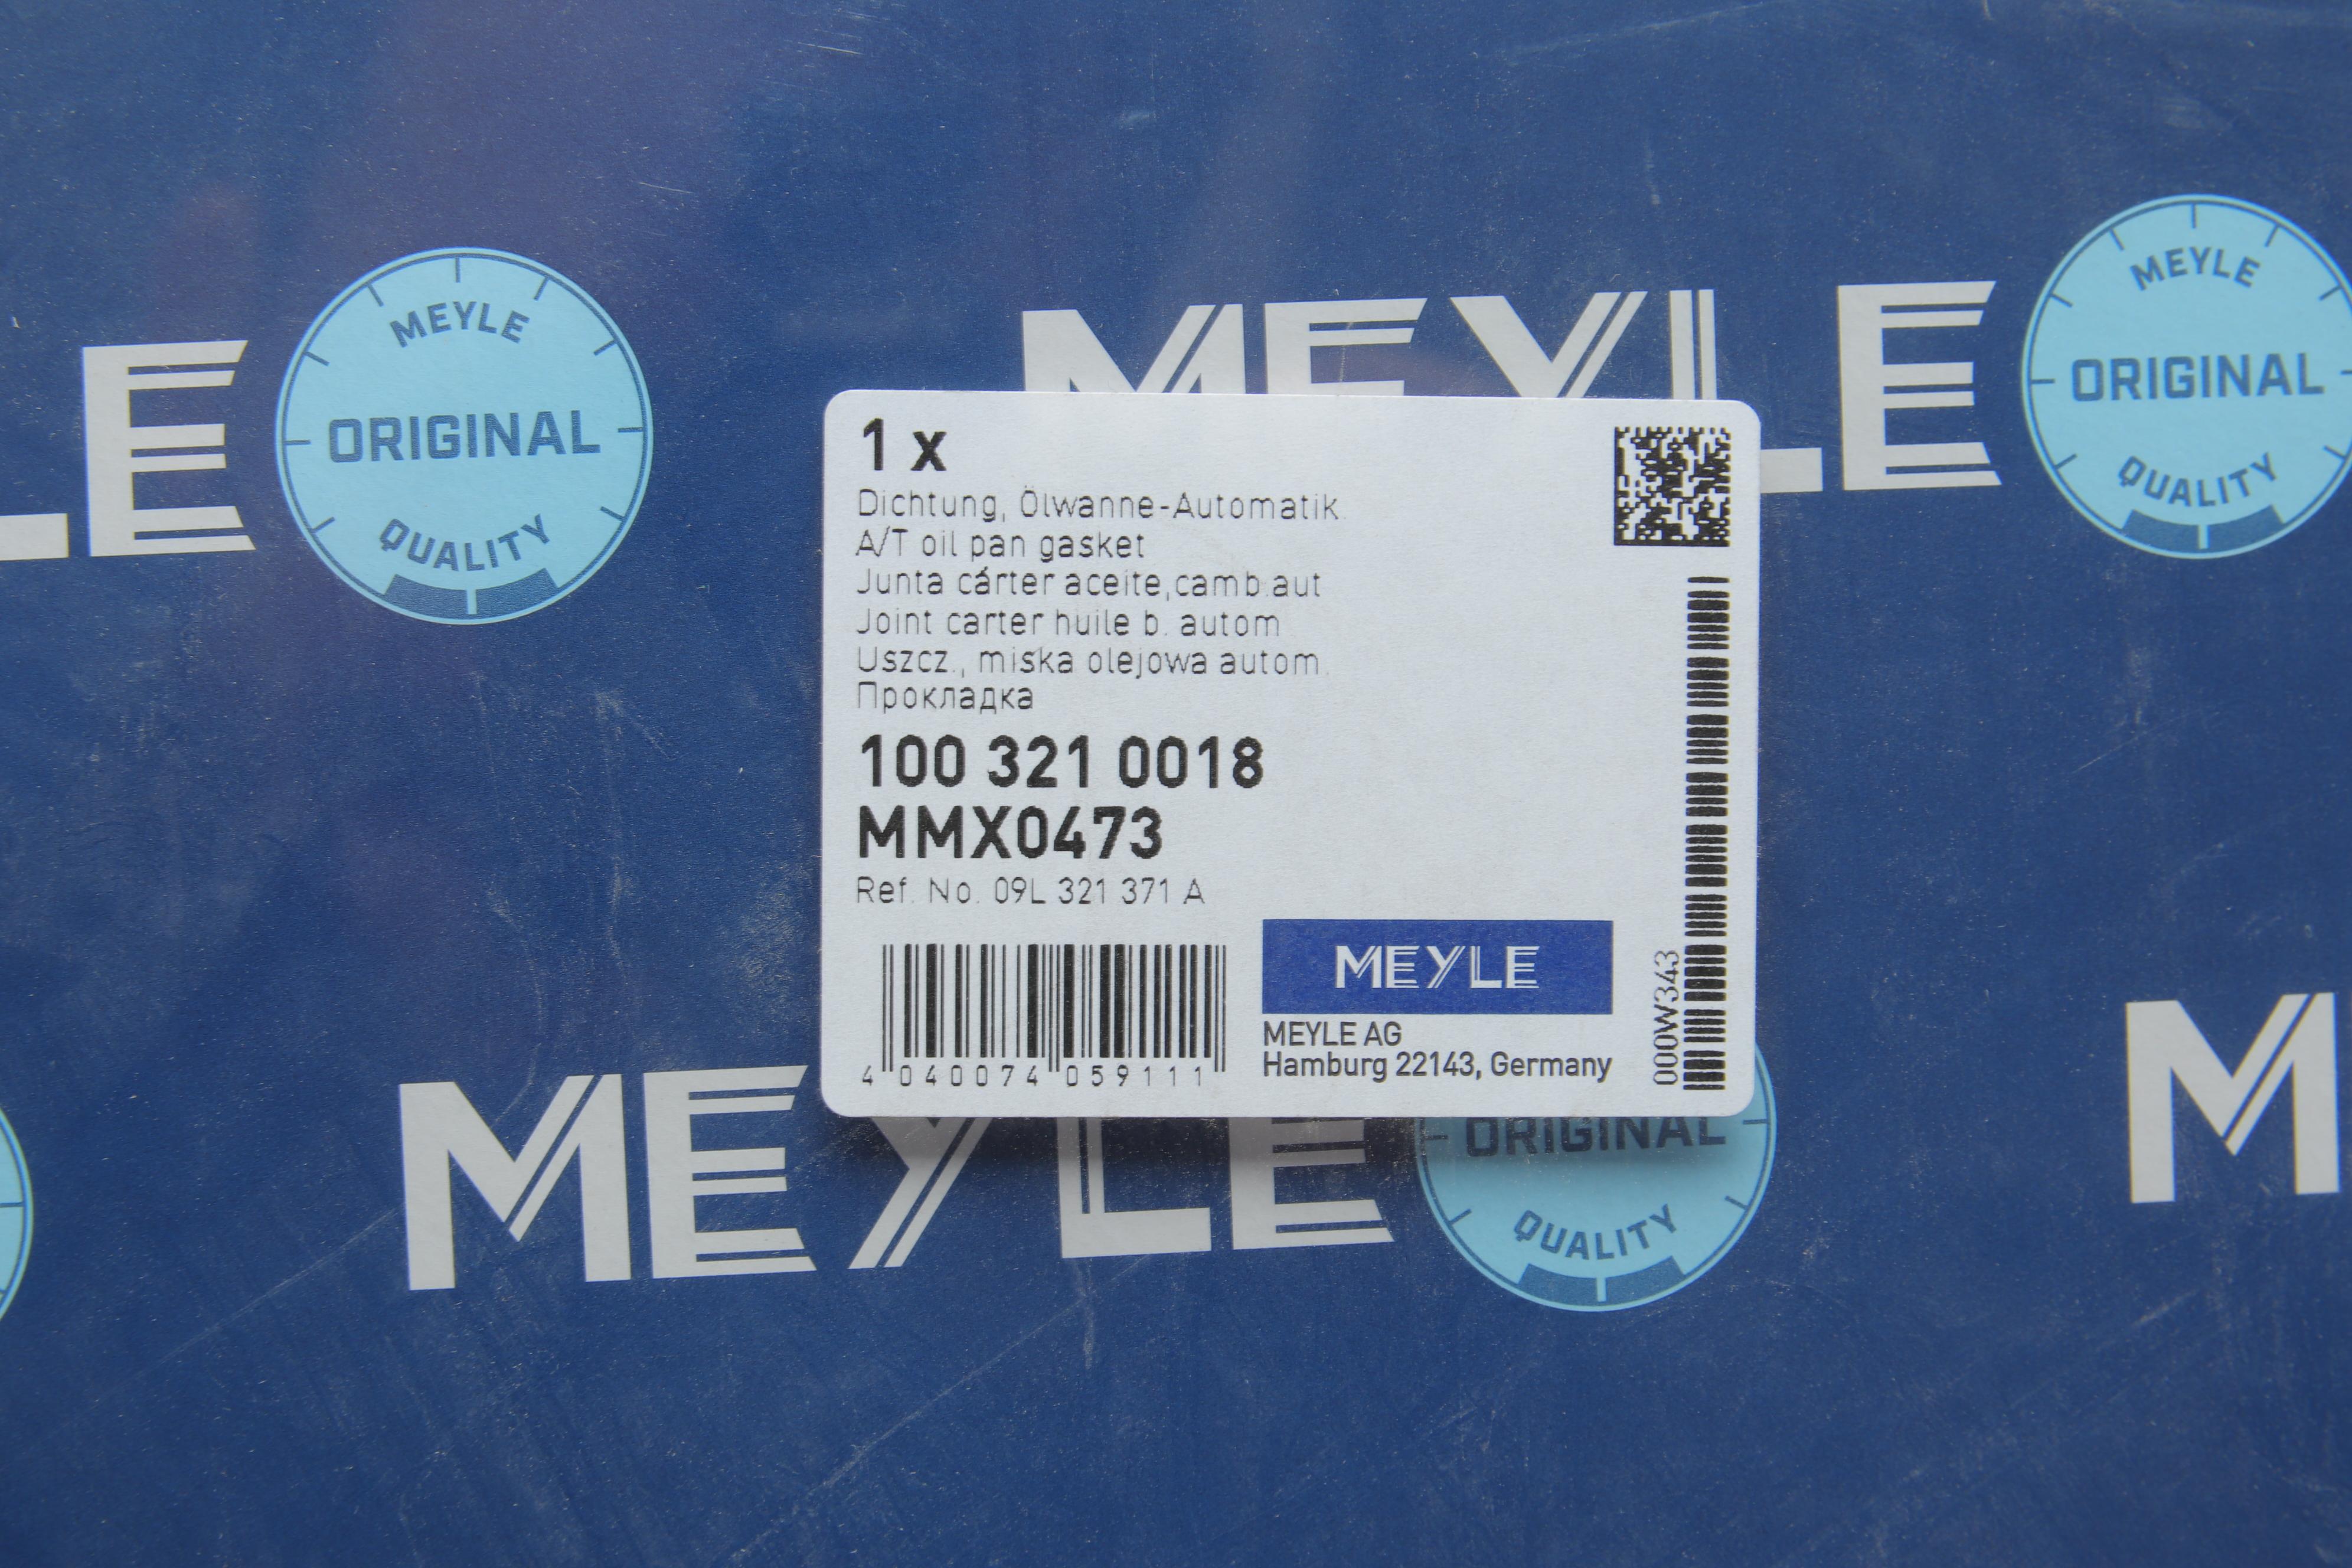 MEYLE
ORIGINAL
QUALITY
MEYLE
MEYLE
ORIGINAL
QUALITY
LE
1 x
Dichtung, Ölwanne-Automatik
A/T oil pan gasket
Junta cárter aceite,camb.aut
Joint carter huile b. autom
Uszcz., miska olejowa autom.
Прокладка
100 321 0018
MMX0473
Ref. No. 09L 321 371 A
4 040074 059111
MEYLE
MEYLE AG
Hamburg 22143, Germany
000W343
MEYLE
ORIGINAL
QUALITY
M